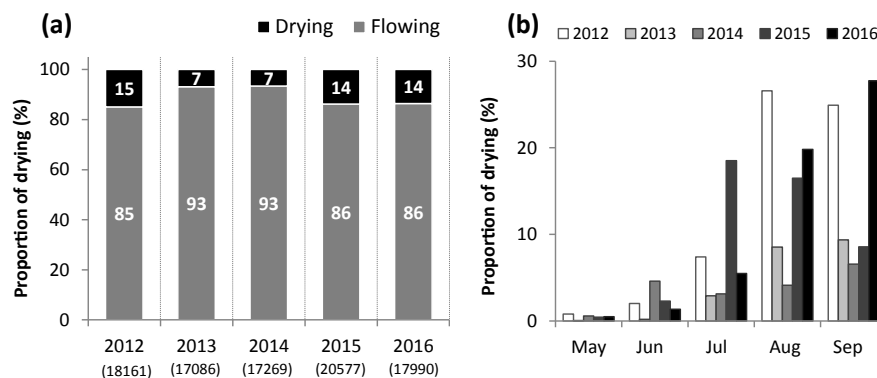 (a)
Drying Flowing
Proportion of drying (%)
100
80
60
40
20
0
15 7 7 14 14
85 93 93 86 86
2012 2013 2014 2015 2016
(18161) (17086) (17269) (20577) (17990)
(b)
2012 2013 2014 2015 2016
Proportion of drying (%)
30
20
10
0
May Jun Jul Aug Sep